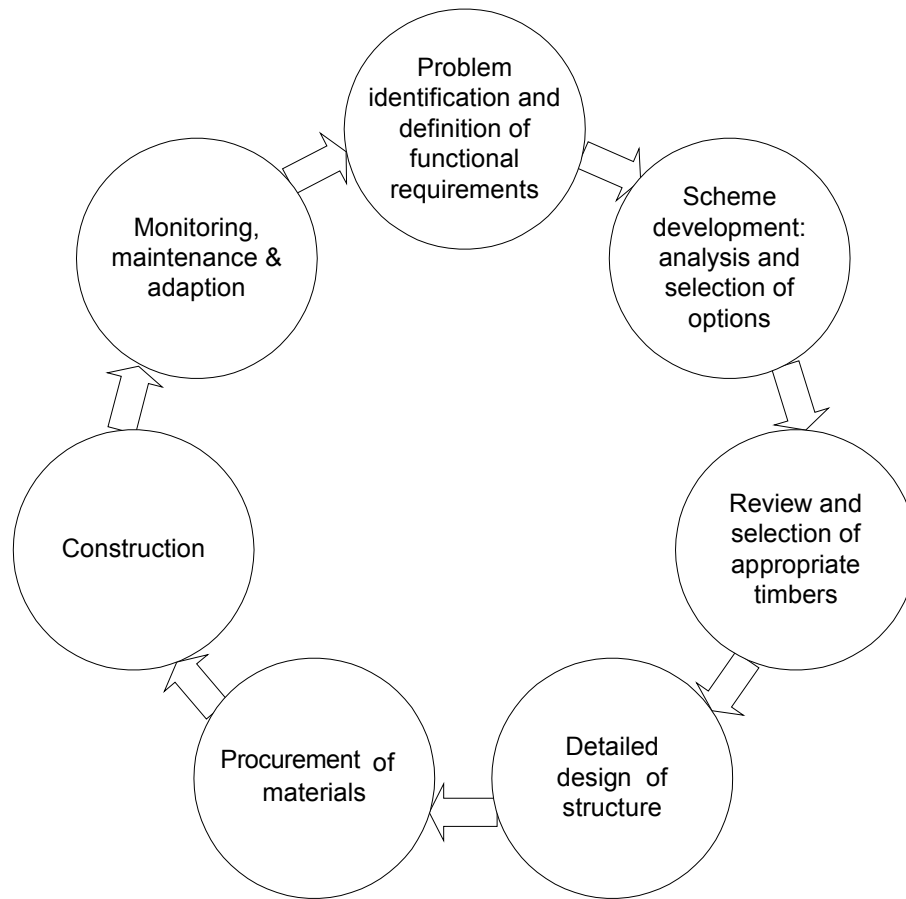 Problem
identification and
definition of
functional
requirements
Scheme
development:
analysis and
selection of
options
Review and
selection of
appropriate
timbers
Detailed
design of
structure
Procurement of
materials
Construction
Monitoring,
maintenance &
adaption